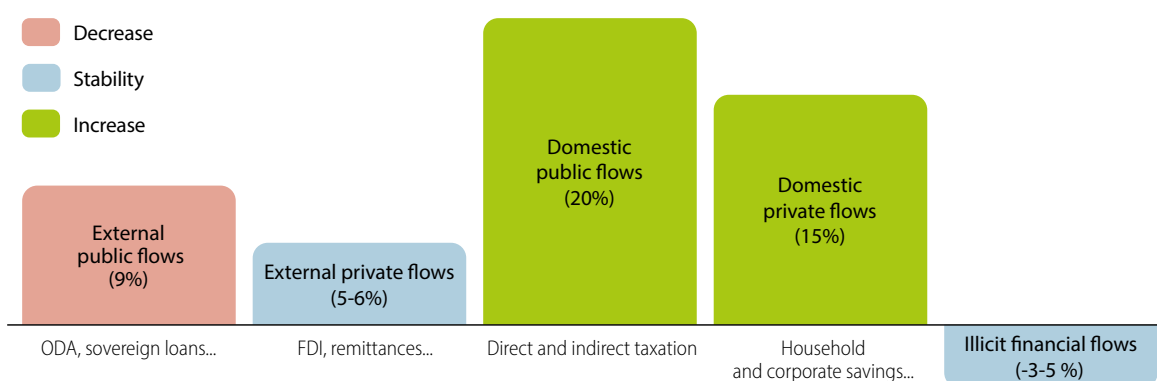 Decrease
Stability
Increase
External
public flows
(9%)
External private flows
(5-6%)
Domestic
public flows
(20%)
Domestic
private flows
(15%)
ODA, sovereign loans...
FDI, remittances...
Direct and indirect taxation
Household
and corporate savings...
Illicit financial flows
(-3-5 %)